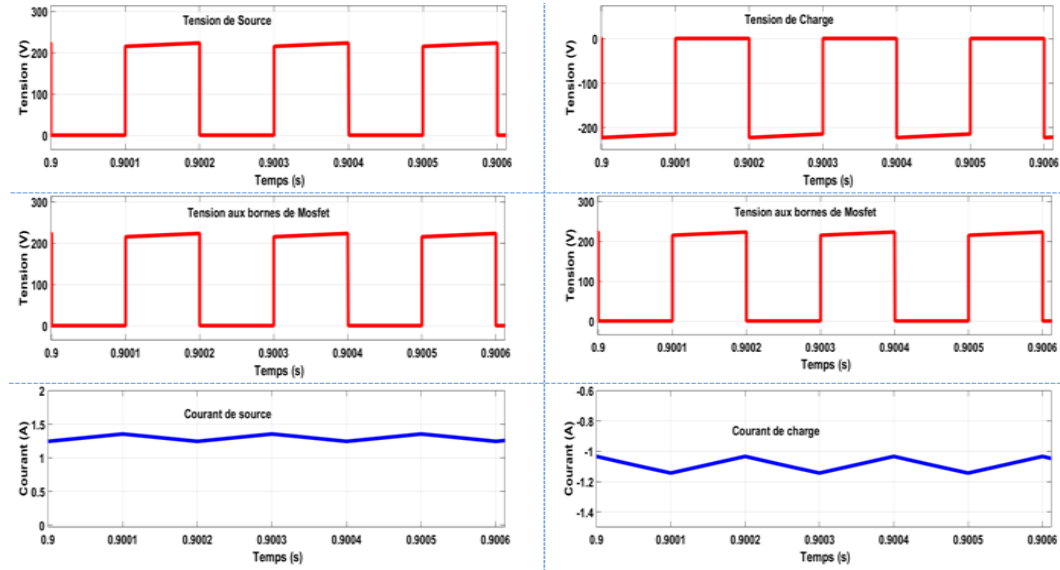 Tension de Source
Tension (V)
300
200
100
0
0.9 0.9001 0.9002 0.9003 0.9004 0.9005 0.9006
Temps (s)
Tension de Charge
Tension (V)
0
-100
-200
0.9 0.9001 0.9002 0.9003 0.9004 0.9005 0.9006
Temps (s)
Tension aux bornes de Mosfet
Tension (V)
300
200
100
0
0.9 0.9001 0.9002 0.9003 0.9004 0.9005 0.9006
Temps (s)
Tension aux bornes de Mosfet
Tension (V)
300
200
100
0
0.9 0.9001 0.9002 0.9003 0.9004 0.9005 0.9006
Temps (s)
Courant de source
Courant (A)
2
1.5
1
0.5
0
0.9 0.9001 0.9002 0.9003 0.9004 0.9005 0.9006
Temps (s)
Courant de charge
Courant (A)
-0.6
-0.8
-1
-1.2
-1.4
0.9 0.9001 0.9002 0.9003 0.9004 0.9005 0.9006
Temps (s)